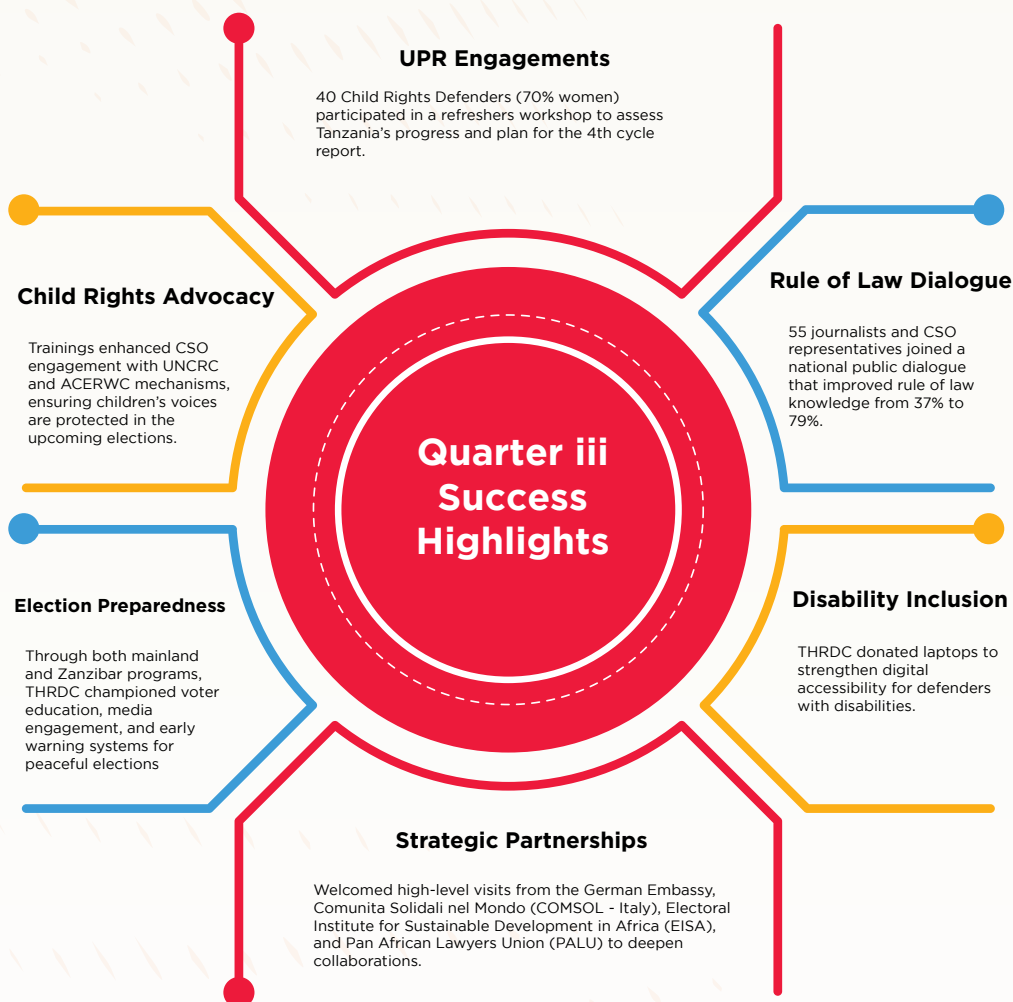 UPR Engagements
40 Child Rights Defenders (70% women)
participated in a refreshers workshop to assess
Tanzania's progress and plan for the 4th cycle
report.
Child Rights Advocacy
Trainings enhanced CSO
engagement with UNCRC
and ACERWC mechanisms,
ensuring children's voices
are protected in the
upcoming elections.
Rule of Law Dialogue
55 journalists and CSO
representatives joined a
national public dialogue
that improved rule of law
knowledge from 37% to
79%.
Quarter iii
Success
Highlights
Election Preparedness
Through both mainland
and Zanzibar programs,
THRDC championed voter
education, media
engagement, and early
warning systems for
peaceful elections
Disability Inclusion
THRDC donated laptops to
strengthen digital
accessibility for defenders
with disabilities.
Strategic Partnerships
Welcomed high-level visits from the German Embassy,
Comunita Solidali nel Mondo (COMSOL - Italy), Electoral
Institute for Sustainable Development in Africa (EISA),
and Pan African Lawyers Union (PALU) to deepen
collaborations.